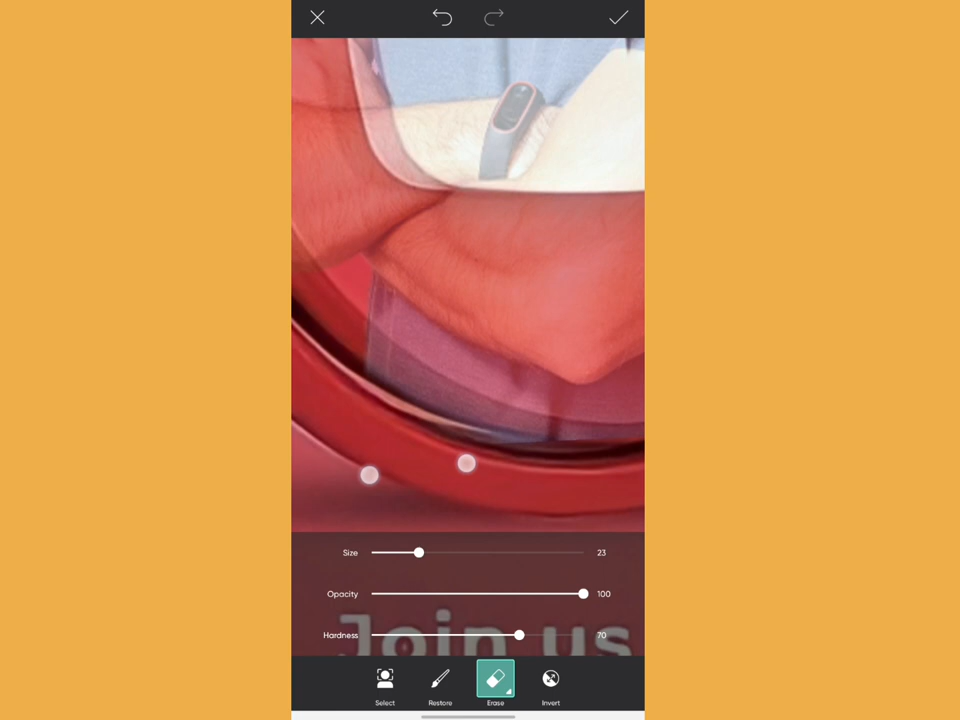 Size 23
Opacity 100
Join us
Hardness 70
Select Restore Erase Invert